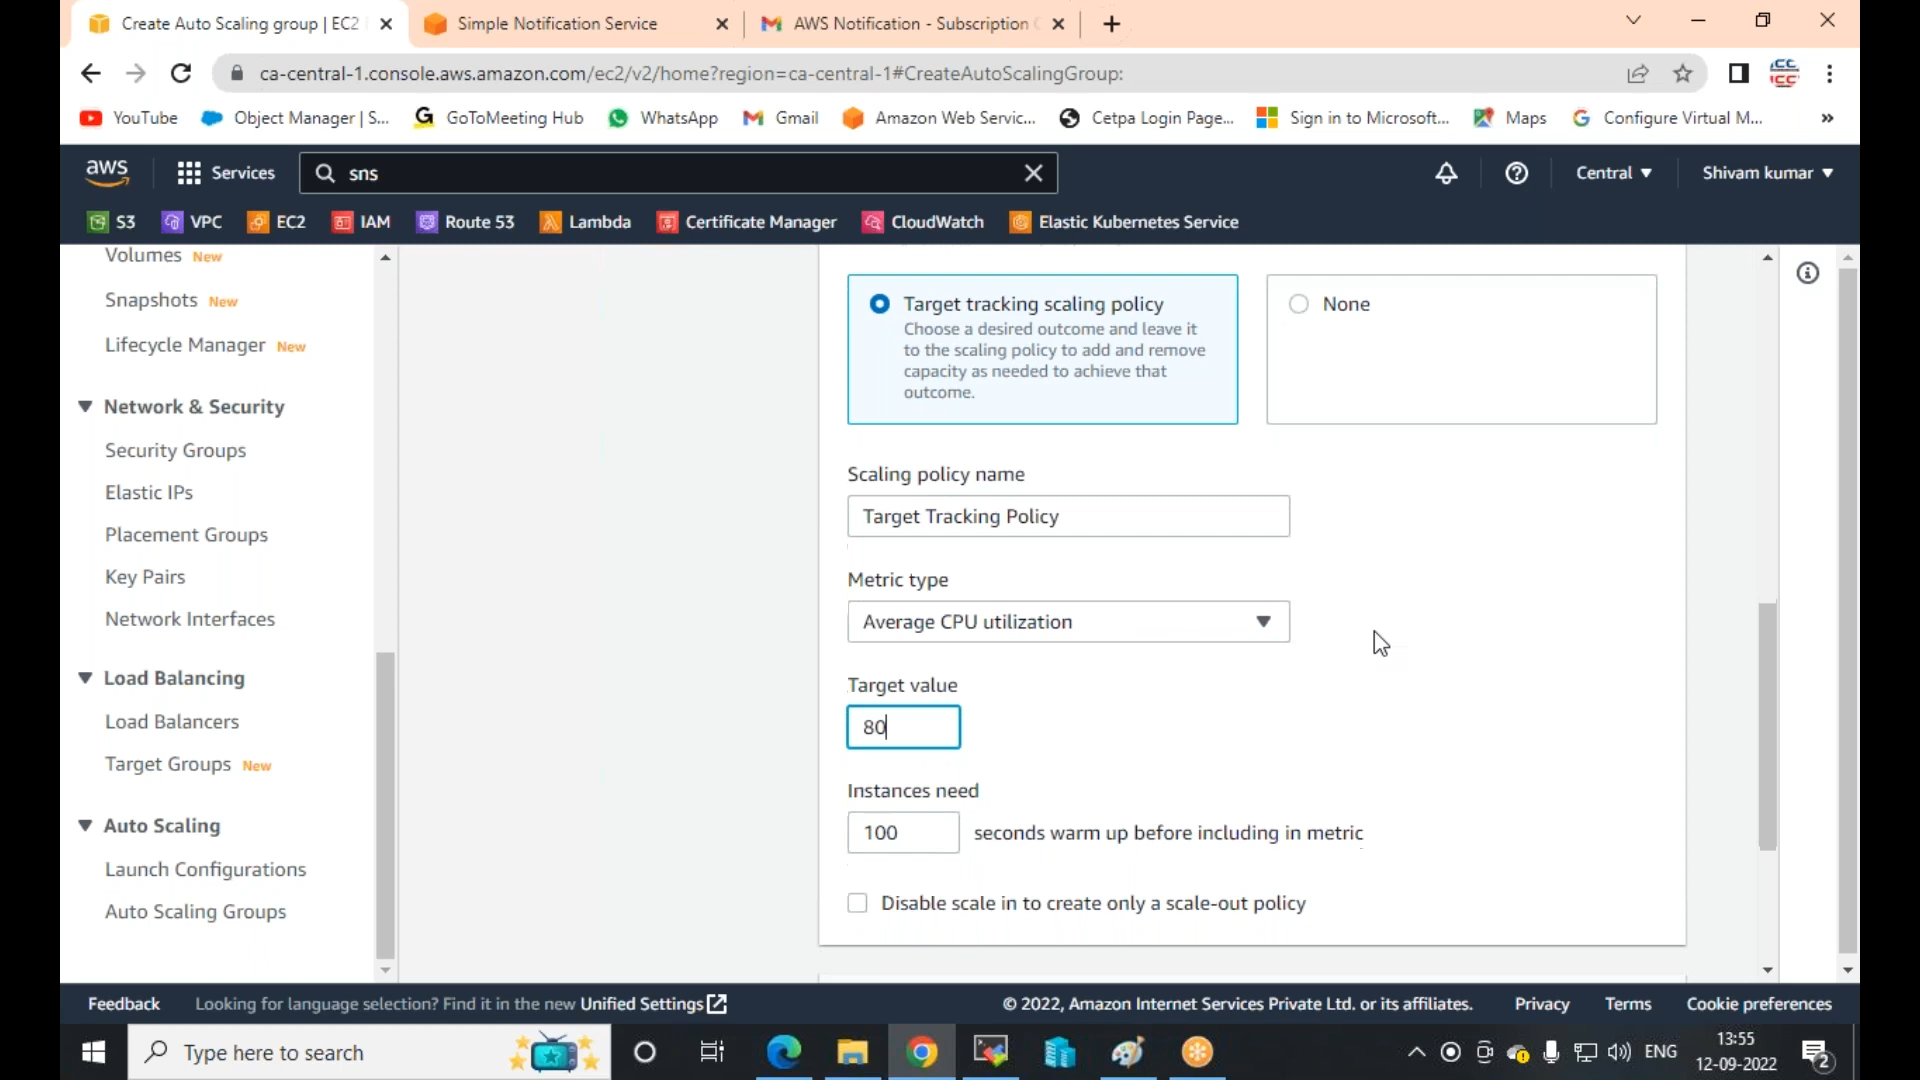 Create Auto Scaling group | EC2
Simple Notification Service
AWS Notification - Subscription
ca-central-1.console.aws.amazon.com/ec2/v2/home?region=ca-central-1#CreateAutoScalingGroup:
YouTube
Object Manager | S...
GoToMeeting Hub
WhatsApp
Gmail
Amazon Web Servic...
Cetpa Login Page...
Sign in to Microsoft...
Maps
Configure Virtual M...
»
aws
Services
sns
Central
Shivam kumar
S3
VPC
EC2
IAM
Route 53
Lambda
Certificate Manager
CloudWatch
Elastic Kubernetes Service
Volumes New
Snapshots New
Lifecycle Manager New
Network & Security
Security Groups
Elastic IPs
Placement Groups
Key Pairs
Network Interfaces
Load Balancing
Load Balancers
Target Groups New
Auto Scaling
Launch Configurations
Auto Scaling Groups
Target tracking scaling policy
Choose a desired outcome and leave it
to the scaling policy to add and remove
capacity as needed to achieve that
outcome.
None
Scaling policy name
Target Tracking Policy
Metric type
Average CPU utilization
Target value
80
Instances need
100 seconds warm up before including in metric
Disable scale in to create only a scale-out policy
Feedback
Looking for language selection? Find it in the new Unified Settings
© 2022, Amazon Internet Services Private Ltd. or its affiliates.
Privacy
Terms
Cookie preferences
Type here to search
ENG
13:55
12-09-2022
2